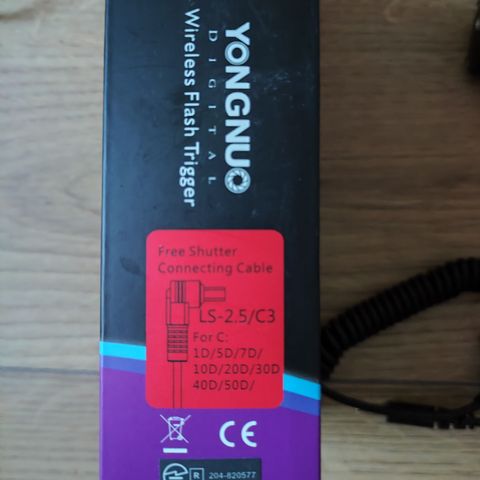 YONGNUO
DIGITAL
Wireless Flash Trigger
Free Shutter
Connecting Cable
LS-2.5/C3
For C:
1D/5D/7D/
10D/20D/30D
40D/50D/
CE
R 204-820577